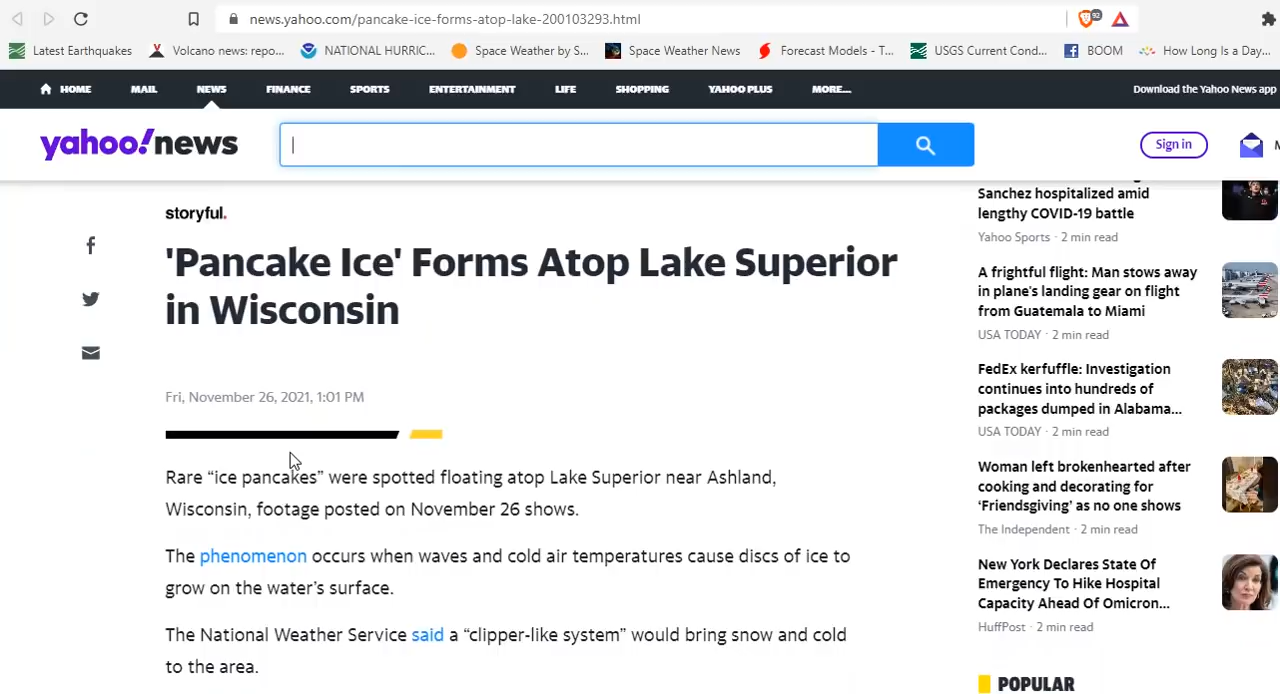 news.yahoo.com/pancake-ice-forms-atop-lake-200103293.html
92
Latest Earthquakes
Volcano news: repo...
NATIONAL HURRIC...
Space Weather by S...
Space Weather News
Forecast Models - T...
USGS Current Cond...
BOOM
How Long Is a Day...
HOME
MAIL
NEWS
FINANCE
SPORTS
ENTERTAINMENT
LIFE
SHOPPING
YAHOO PLUS
MORE...
Download the Yahoo News app
yahoo!news
Sign in
M
storyful.
'Pancake Ice' Forms Atop Lake Superior
in Wisconsin
Fri, November 26, 2021, 1:01 PM
Rare “ice pancakes” were spotted floating atop Lake Superior near Ashland,
Wisconsin, footage posted on November 26 shows.
The phenomenon occurs when waves and cold air temperatures cause discs of ice to
grow on the water’s surface.
The National Weather Service said a “clipper-like system” would bring snow and cold
to the area.
Sanchez hospitalized amid
lengthy COVID-19 battle
Yahoo Sports · 2 min read
A frightful flight: Man stows away
in plane's landing gear on flight
from Guatemala to Miami
USA TODAY · 2 min read
FedEx kerfuffle: Investigation
continues into hundreds of
packages dumped in Alabama...
USA TODAY · 2 min read
Woman left brokenhearted after
cooking and decorating for
‘Friendsgiving’ as no one shows
The Independent · 2 min read
New York Declares State Of
Emergency To Hike Hospital
Capacity Ahead Of Omicron...
HuffPost · 2 min read
POPULAR